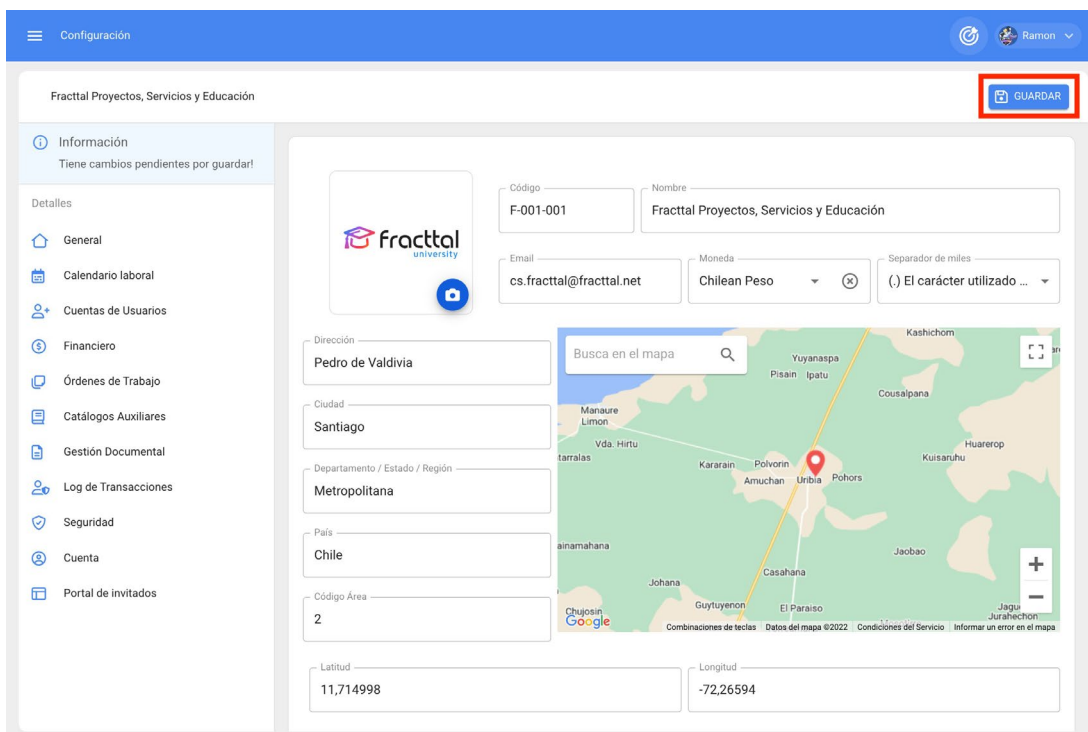 Configuración
Ramon
Fracttal Proyectos, Servicios y Educación
GUARDAR
Información
Tiene cambios pendientes por guardar!
Detalles
General
Calendario laboral
Cuentas de Usuarios
Financiero
Órdenes de Trabajo
Catálogos Auxiliares
Gestión Documental
Log de Transacciones
Seguridad
Cuenta
Portal de invitados
fracttal
university
Código
F-001-001
Nombre
Fracttal Proyectos, Servicios y Educación
Email
cs.fracttal@fracttal.net
Moneda
Chilean Peso
Separador de miles
(.) El carácter utilizado ...
Dirección
Pedro de Valdivia
Ciudad
Santiago
Departamento / Estado / Región
Metropolitana
País
Chile
Código Área
2
Busca en el mapa
Kashichom
Yuyanaspa
Pisain Ipatu
Cousalpana
Manaure
Limon
Vda. Hirtu
tarralas
Huarerop
Kuisaruhu
Kararain
Polvorin
Amuchan
Uribia
Pohors
ainamahana
Jaobao
Casahana
Johana
Guytuyenon
El Paraiso
Chujosin
Jagu
Jurahechon
Google
Combinaciones de teclas
Datos del mapa ©2022
Condiciones del Servicio
Informar un error en el mapa
Latitud
11,714998
Longitud
-72,26594